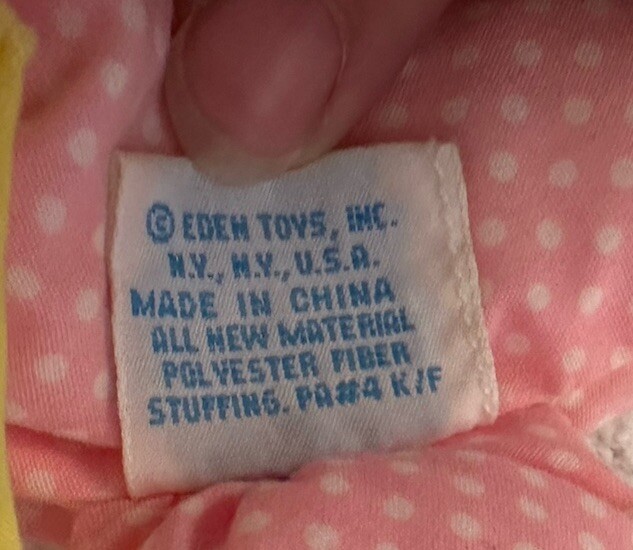 © EDEN TOYS, INC.
N.Y., N.Y., U.S.A.
MADE IN CHINA
ALL NEW MATERIAL
POLYESTER FIBER
STUFFING. PA#4 K/F